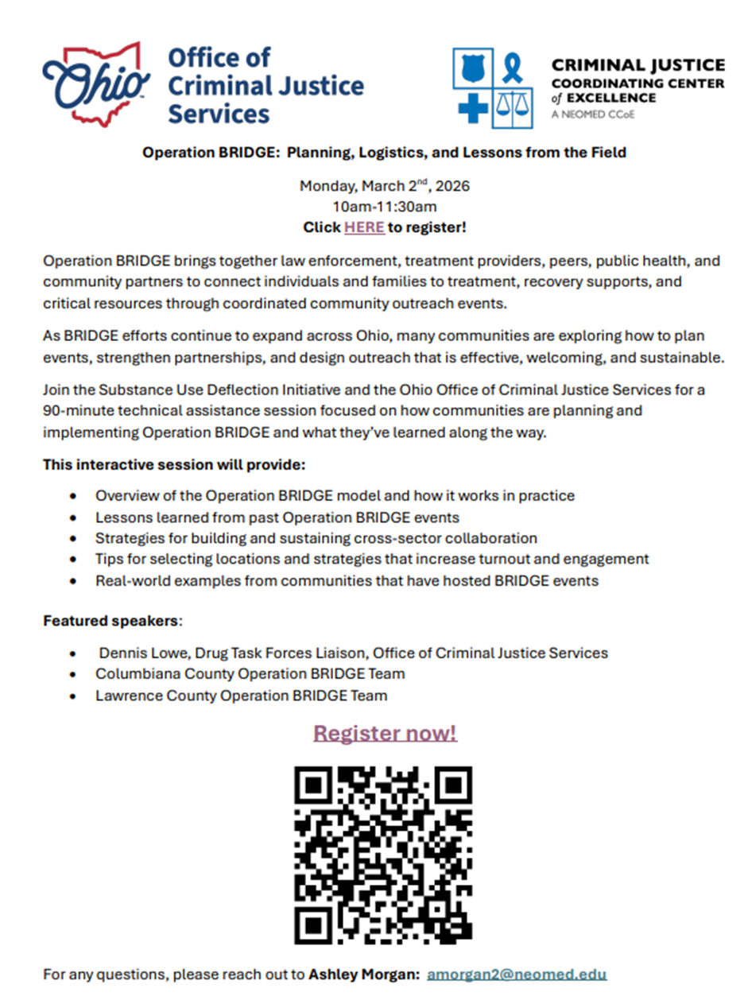 Ohio
Office of
Criminal Justice
Services
CRIMINAL JUSTICE
COORDINATING CENTER
of EXCELLENCE
A NEOMED CCoE
Operation BRIDGE:  Planning, Logistics, and Lessons from the Field
Monday, March 2nd, 2026
10am-11:30am
Click HERE to register!
Operation BRIDGE brings together law enforcement, treatment providers, peers, public health, and
community partners to connect individuals and families to treatment, recovery supports, and
critical resources through coordinated community outreach events.
As BRIDGE efforts continue to expand across Ohio, many communities are exploring how to plan
events, strengthen partnerships, and design outreach that is effective, welcoming, and sustainable.
Join the Substance Use Deflection Initiative and the Ohio Office of Criminal Justice Services for a
90-minute technical assistance session focused on how communities are planning and
implementing Operation BRIDGE and what they've learned along the way.
This interactive session will provide:
• Overview of the Operation BRIDGE model and how it works in practice
• Lessons learned from past Operation BRIDGE events
• Strategies for building and sustaining cross-sector collaboration
• Tips for selecting locations and strategies that increase turnout and engagement
• Real-world examples from communities that have hosted BRIDGE events
Featured speakers:
• Dennis Lowe, Drug Task Forces Liaison, Office of Criminal Justice Services
• Columbiana County Operation BRIDGE Team
• Lawrence County Operation BRIDGE Team
Register now!
For any questions, please reach out to Ashley Morgan:  amorgan2@neomed.edu